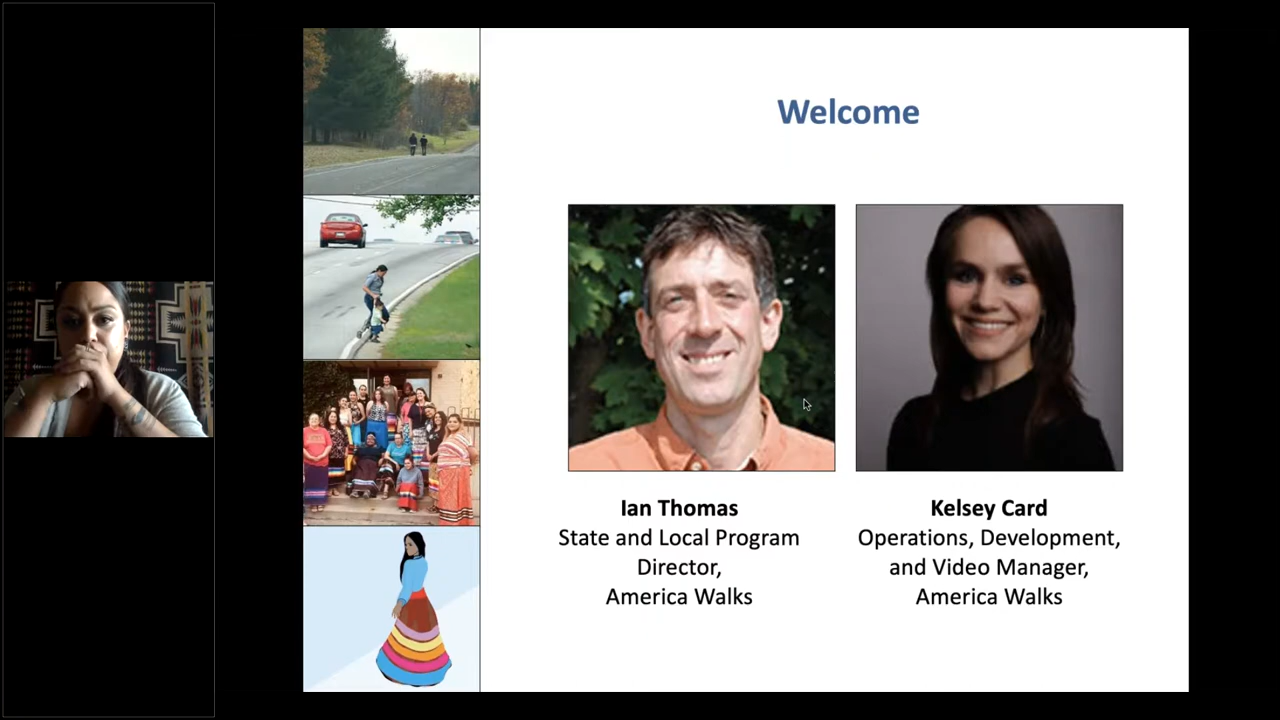 Welcome
Ian Thomas
State and Local Program
Director,
America Walks
Kelsey Card
Operations, Development,
and Video Manager,
America Walks